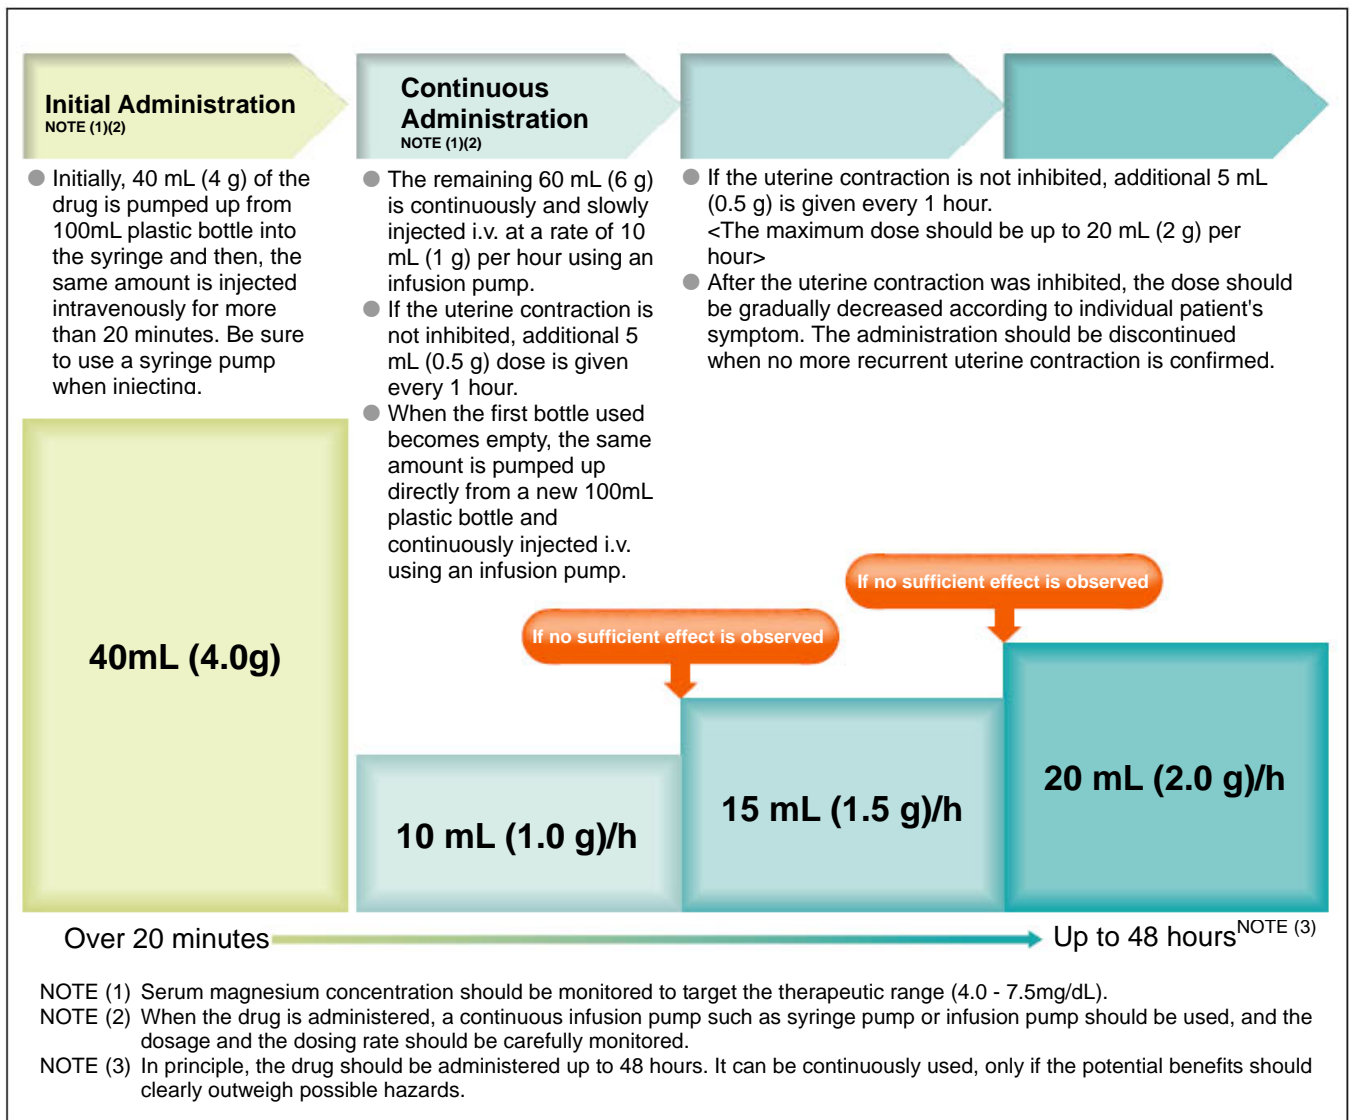 Initial Administration
NOTE (1)(2)
● Initially, 40 mL (4 g) of the
drug is pumped up from
100mL plastic bottle into
the syringe and then, the
same amount is injected
intravenously for more
than 20 minutes. Be sure
to use a syringe pump
when injecting.
40mL (4.0g)
Continuous
Administration
NOTE (1)(2)
● The remaining 60 mL (6 g)
is continuously and slowly
injected i.v. at a rate of 10
mL (1 g) per hour using an
infusion pump.
● If the uterine contraction is
not inhibited, additional 5
mL (0.5 g) dose is given
every 1 hour.
● When the first bottle used
becomes empty, the same
amount is pumped up
directly from a new 100mL
plastic bottle and
continuously injected i.v.
using an infusion pump.
● If the uterine contraction is not inhibited, additional 5 mL
(0.5 g) is given every 1 hour.
<The maximum dose should be up to 20 mL (2 g) per
hour>
● After the uterine contraction was inhibited, the dose should
be gradually decreased according to individual patient's
symptom. The administration should be discontinued
when no more recurrent uterine contraction is confirmed.
If no sufficient effect is observed
If no sufficient effect is observed
10 mL (1.0 g)/h
15 mL (1.5 g)/h
20 mL (2.0 g)/h
Over 20 minutes
Up to 48 hours NOTE (3)
NOTE (1) Serum magnesium concentration should be monitored to target the therapeutic range (4.0 - 7.5mg/dL).
NOTE (2) When the drug is administered, a continuous infusion pump such as syringe pump or infusion pump should be used, and the
dosage and the dosing rate should be carefully monitored.
NOTE (3) In principle, the drug should be administered up to 48 hours. It can be continuously used, only if the potential benefits should
clearly outweigh possible hazards.